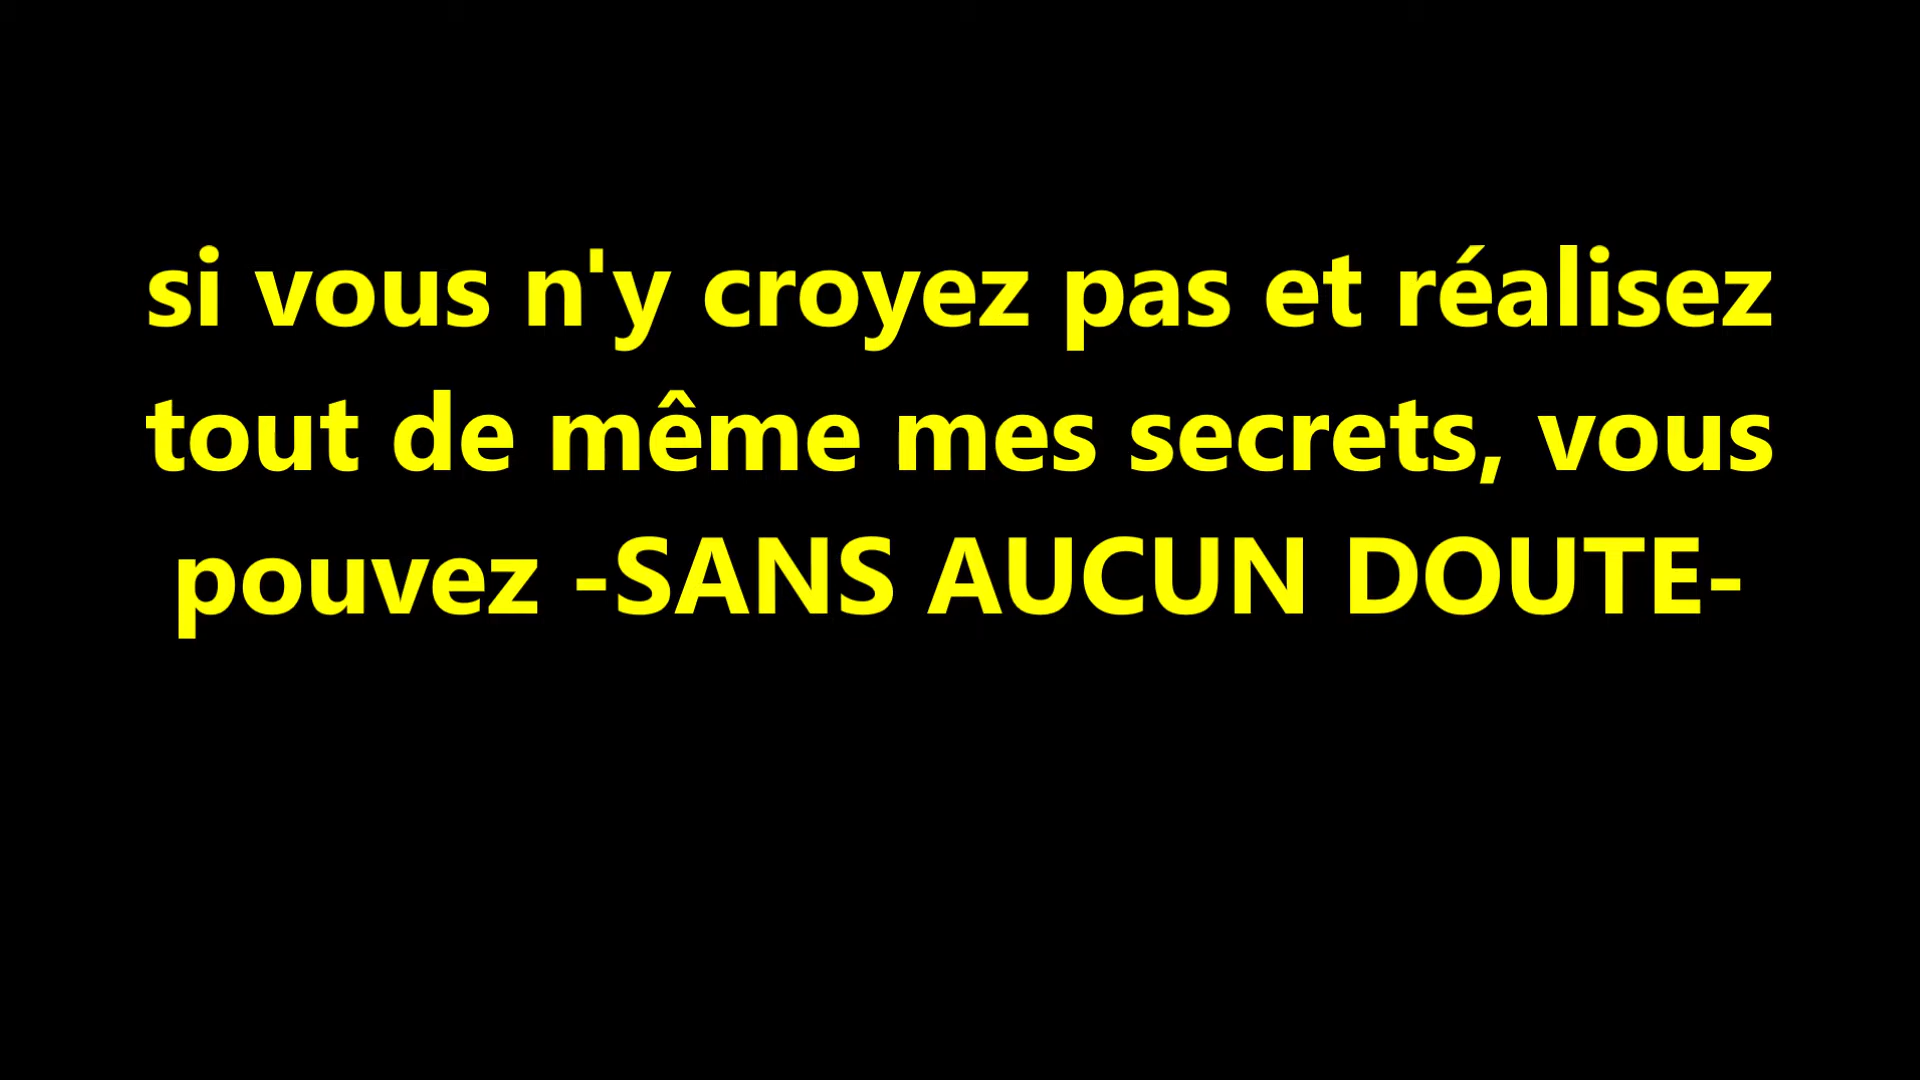 si vous n'y croyez pas et réalisez
tout de même mes secrets, vous
pouvez -SANS AUCUN DOUTE-